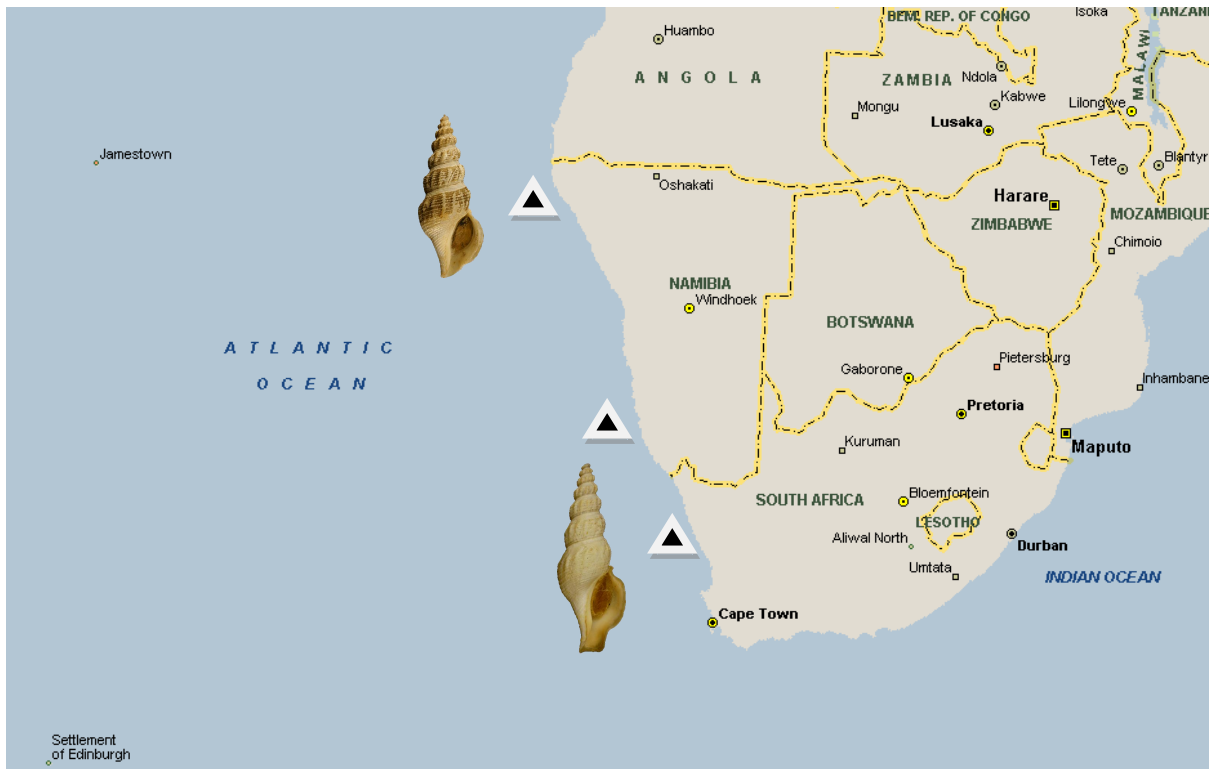 DEM. REP. OF CONGO
Isoka
TANZANI
Huambo
ANGOLA
ZAMBIA
Ndola
MALAWI
Mongu
Kabwe
Lilongwe
Lusaka
Jamestown
Oshakati
Tete
Blantyr
Harare
MOZAMBIQUE
ZIMBABWE
Chimoio
NAMIBIA
Windhoek
BOTSWANA
ATLANTIC
OCEAN
Pietersburg
Gaborone
Inhambane
Pretoria
Kuruman
Maputo
SOUTH AFRICA
Bloemfontein
LESOTHO
Aliwal North
Durban
Umtata
INDIAN OCEAN
Cape Town
Settlement
of Edinburgh